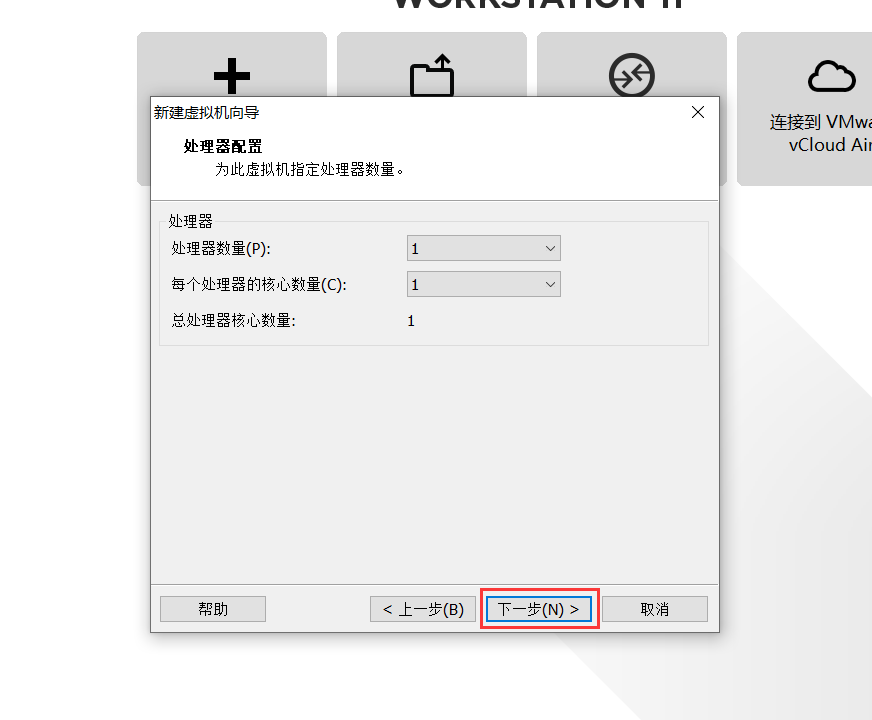 WORKSTATION 11
连接到 VMwa
vCloud Air
新建虚拟机向导
处理器配置
为此虚拟机指定处理器数量。
处理器
处理器数量(P):
1
每个处理器的核心数量(C):
1
总处理器核心数量:
1
帮助
< 上一步(B)
下一步(N) >
取消